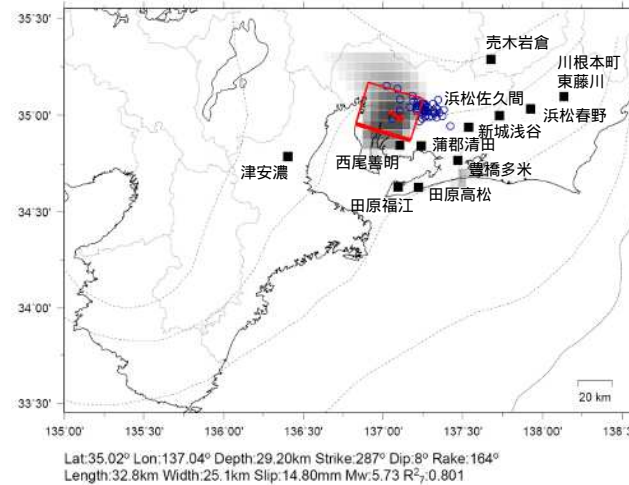 35°30'
売木岩倉
川根本町
東藤川
浜松佐久間
35°00'
浜松春野
新城浅谷
西尾善明
蒲郡清田
津安濃
豊橋多米
田原福江
田原高松
34°30'
34°00'
20 km
33°30'
135°00' 135°30' 136°00' 136°30' 137°00' 137°30' 138°00' 138°3
Lat:35.02° Lon:137.04° Depth:29.20km Strike:287° Dip:8° Rake:164°
Length:32.8km Width:25.1km Slip:14.80mm Mw:5.73 R²₇:0.801